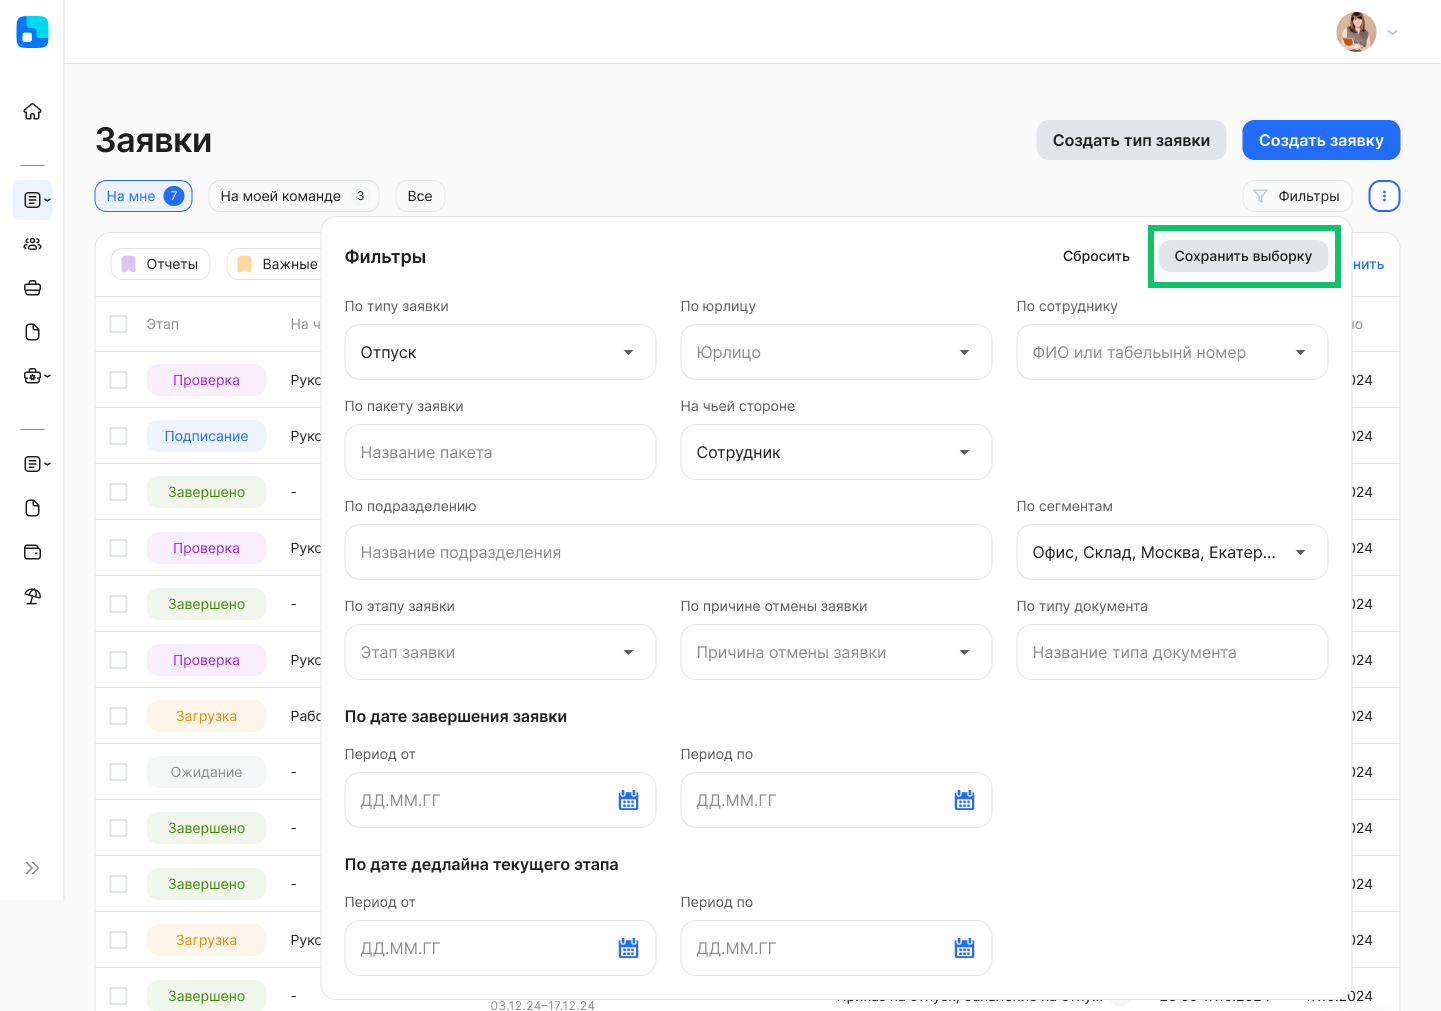 Заявки
Создать тип заявки
Создать заявку
На мне 7
На моей команде 3
Все
Фильтры
Отчеты
Важные
нить
Фильтры
Сбросить
Сохранить выборку
По типу заявки
По юрлицу
По сотруднику
Отпуск
Юрлицо
ФИО или табельынй номер
По пакету заявки
На чьей стороне
Название пакета
Сотрудник
По подразделению
По сегментам
Название подразделения
Офис, Склад, Москва, Екатер...
По этапу заявки
По причине отмены заявки
По типу документа
Этап заявки
Причина отмены заявки
Название типа документа
По дате завершения заявки
Период от
Период по
ДД.ММ.ГГ
ДД.ММ.ГГ
По дате дедлайна текущего этапа
Период от
Период по
ДД.ММ.ГГ
ДД.ММ.ГГ
Этап На ч
Проверка Рукс 024
Подписание Рукс 024
Завершено - 024
Проверка Рукс 024
Завершено - 024
Проверка Рукс 024
Загрузка Рабо 024
Ожидание - 024
Завершено - 024
Завершено - 024
Загрузка Рукс 024
Завершено - 024
03.12.24–17.12.24